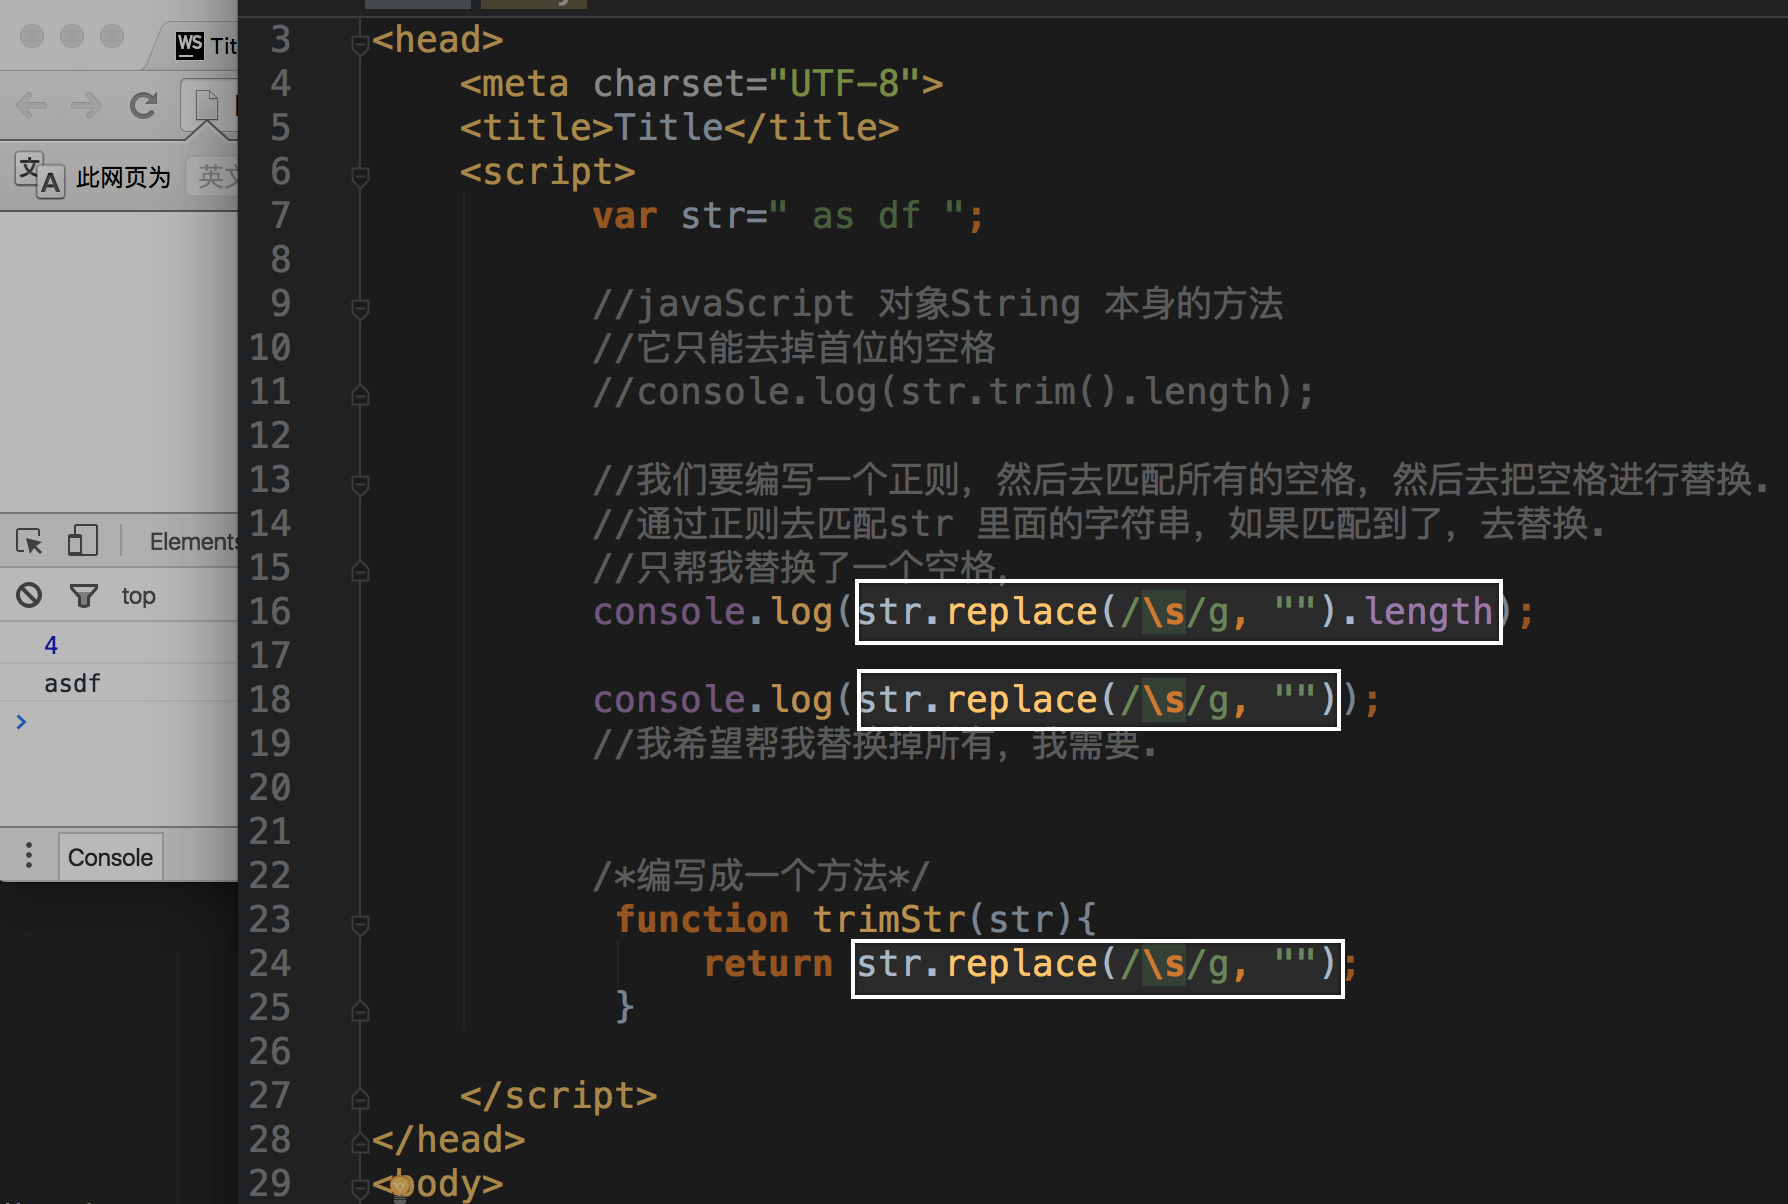 WS Tit
此网页为 英文
Elements
top
4
asdf
Console
3 <head>
4 <meta charset="UTF-8">
5 <title>Title</title>
6 <script>
7 var str=" as df ";
8
9 //javaScript 对象String 本身的方法
10 //它只能去掉首位的空格
11 //console.log(str.trim().length);
12
13 //我们要编写一个正则，然后去匹配所有的空格，然后去把空格进行替换.
14 //通过正则去匹配str 里面的字符串，如果匹配到了，去替换.
15 //只帮我替换了一个空格，
16 console.log(str.replace(/\s/g, "").length);
17
18 console.log(str.replace(/\s/g, ""));
19 //我希望帮我替换掉所有，我需要.
20
21
22 /*编写成一个方法*/
23 function trimStr(str){
24 return str.replace(/\s/g, "");
25 }
26
27 </script>
28 </head>
29 <body>